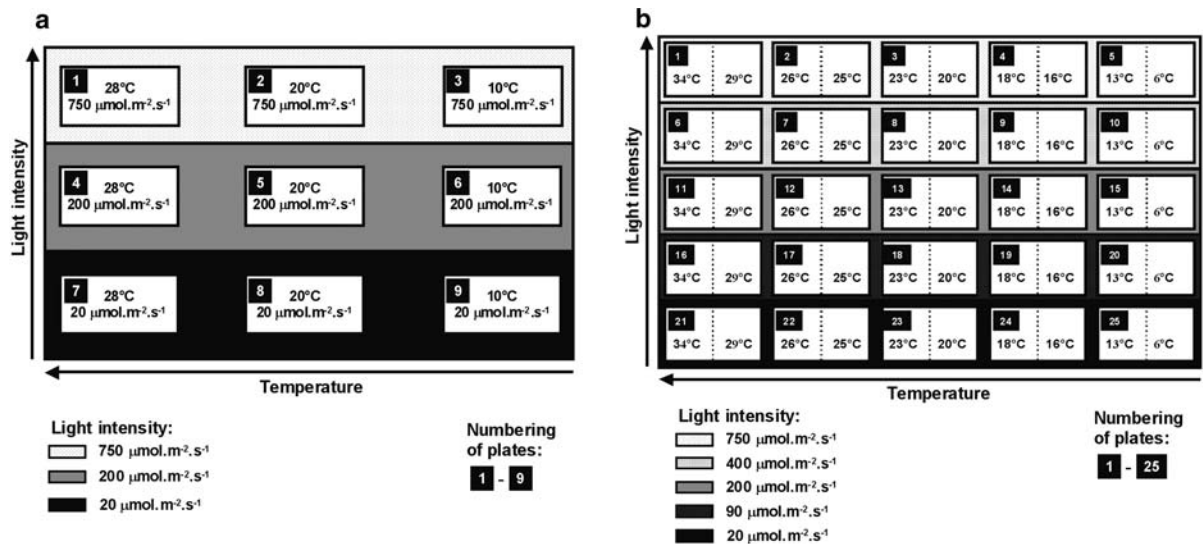 a
Light intensity
1 28°C
750 μmol.m⁻².s⁻¹
2 20°C
750 μmol.m⁻².s⁻¹
3 10°C
750 μmol.m⁻².s⁻¹
4 28°C
200 μmol.m⁻².s⁻¹
5 20°C
200 μmol.m⁻².s⁻¹
6 10°C
200 μmol.m⁻².s⁻¹
7 28°C
20 μmol.m⁻².s⁻¹
8 20°C
20 μmol.m⁻².s⁻¹
9 10°C
20 μmol.m⁻².s⁻¹
Temperature
Light intensity:
750 μmol.m⁻².s⁻¹
200 μmol.m⁻².s⁻¹
20 μmol.m⁻².s⁻¹
Numbering
of plates:
1 - 9
b
Light intensity
1 2 3 4 5
34°C 29°C 26°C 25°C 23°C 20°C 18°C 16°C 13°C 6°C
6 7 8 9 10
34°C 29°C 26°C 25°C 23°C 20°C 18°C 16°C 13°C 6°C
11 12 13 14 15
34°C 29°C 26°C 25°C 23°C 20°C 18°C 16°C 13°C 6°C
16 17 18 19 20
34°C 29°C 26°C 25°C 23°C 20°C 18°C 16°C 13°C 6°C
21 22 23 24 25
34°C 29°C 26°C 25°C 23°C 20°C 18°C 16°C 13°C 6°C
Temperature
Light intensity:
750 μmol.m⁻².s⁻¹
400 μmol.m⁻².s⁻¹
200 μmol.m⁻².s⁻¹
90 μmol.m⁻².s⁻¹
20 μmol.m⁻².s⁻¹
Numbering
of plates:
1 - 25